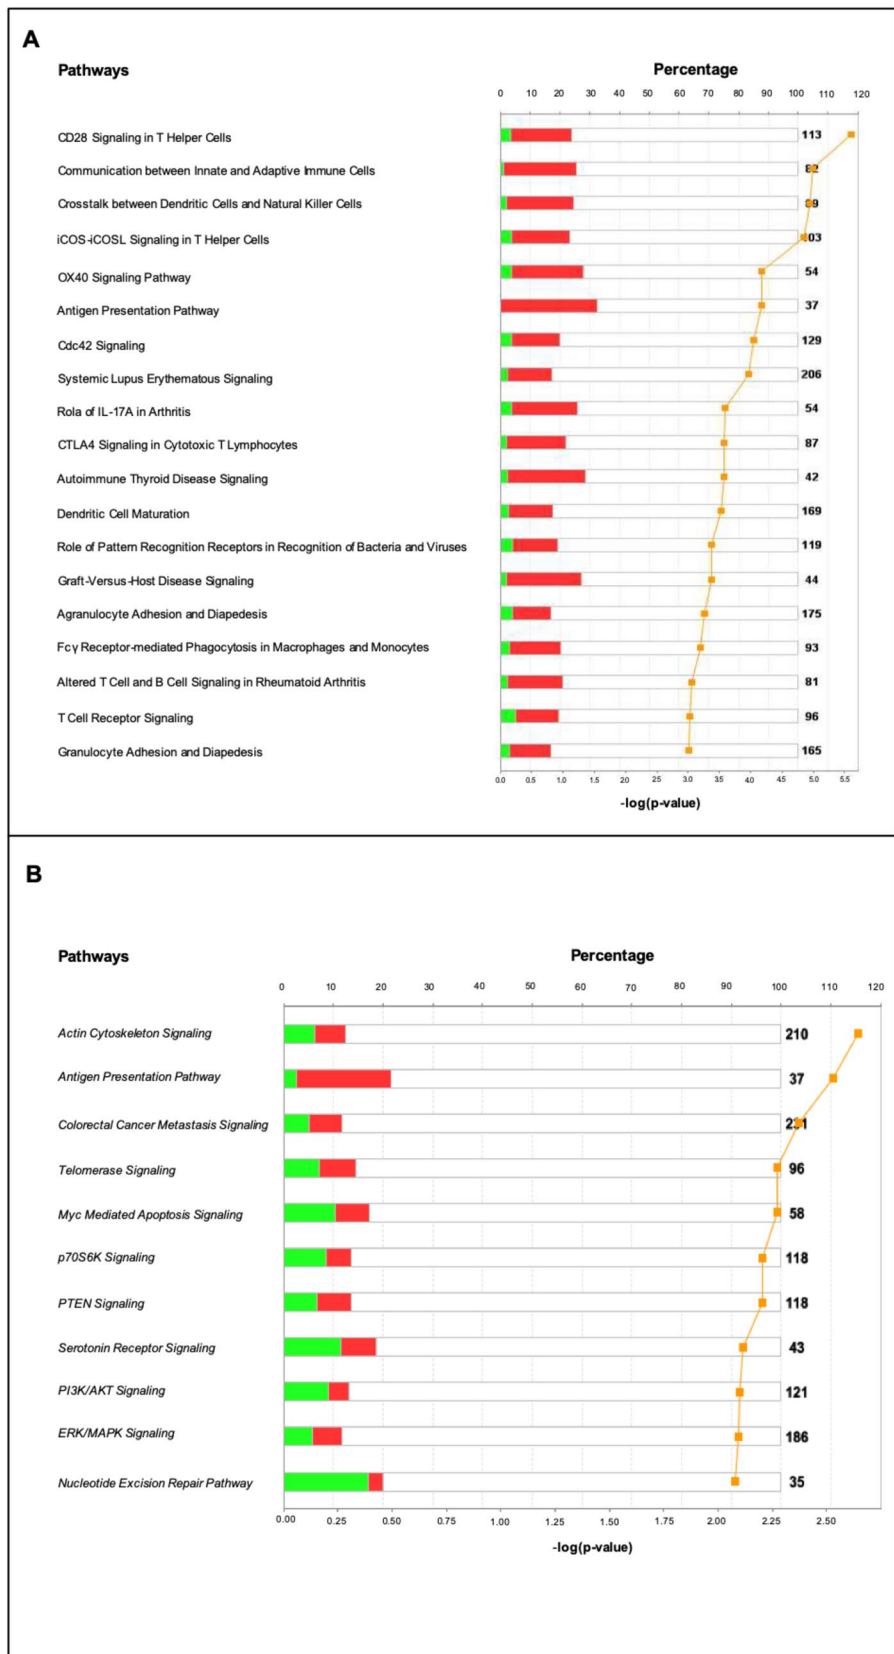 A
Pathways
Percentage
0 10 20 30 40 50 60 70 80 90 100 110 120
CD28 Signaling in T Helper Cells 113
Communication between Innate and Adaptive Immune Cells 82
Crosstalk between Dendritic Cells and Natural Killer Cells 89
iCOS-iCOSL Signaling in T Helper Cells 103
OX40 Signaling Pathway 54
Antigen Presentation Pathway 37
Cdc42 Signaling 129
Systemic Lupus Erythematous Signaling 206
Rola of IL-17A in Arthritis 54
CTLA4 Signaling in Cytotoxic T Lymphocytes 87
Autoimmune Thyroid Disease Signaling 42
Dendritic Cell Maturation 169
Role of Pattern Recognition Receptors in Recognition of Bacteria and Viruses 119
Graft-Versus-Host Disease Signaling 44
Agranulocyte Adhesion and Diapedesis 175
Fcγ Receptor-mediated Phagocytosis in Macrophages and Monocytes 93
Altered T Cell and B Cell Signaling in Rheumatoid Arthritis 81
T Cell Receptor Signaling 96
Granulocyte Adhesion and Diapedesis 165
0.0 0.5 1.0 1.5 20 25 3.0 3.5 4.0 4.5 5.0 5.5
-log(p-value)
B
Pathways
Percentage
0 10 20 30 40 50 60 70 80 90 100 110 120
Actin Cytoskeleton Signaling 210
Antigen Presentation Pathway 37
Colorectal Cancer Metastasis Signaling
Telomerase Signaling 96
Myc Mediated Apoptosis Signaling 58
p70S6K Signaling 118
PTEN Signaling 118
Serotonin Receptor Signaling 43
PI3K/AKT Signaling 121
ERK/MAPK Signaling 186
Nucleotide Excision Repair Pathway 35
0.00 0.25 0.50 0.75 1.00 1.25 1.50 1.75 2.00 2.25 2.50
-log(p-value)